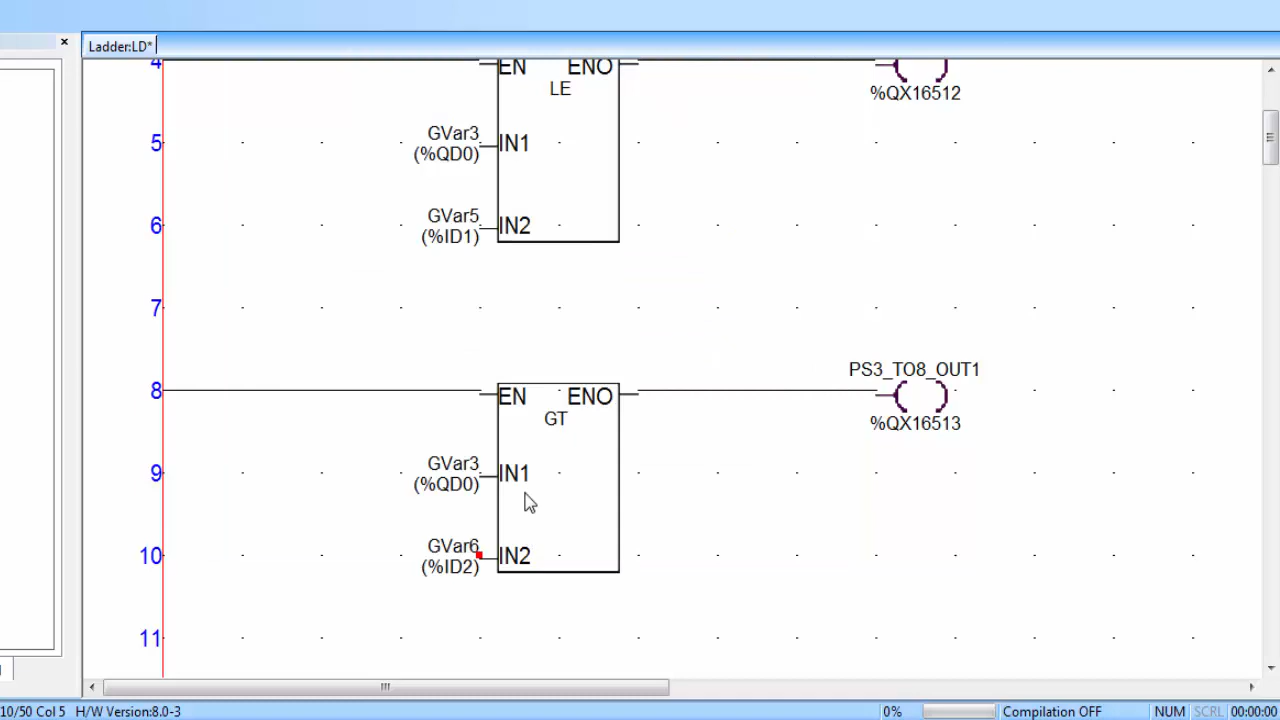 Ladder:LD*
4
EN ENO
LE
%QX16512
5
GVar3
(%QD0)
IN1
6
GVar5
(%ID1)
IN2
7
PS3_TO8_OUT1
8
EN ENO
GT
%QX16513
9
GVar3
(%QD0)
IN1
10
GVar6
(%ID2)
IN2
11
10/50 Col 5 H/W Version:8.0-3 0% Compilation OFF NUM SCRL 00:00:00